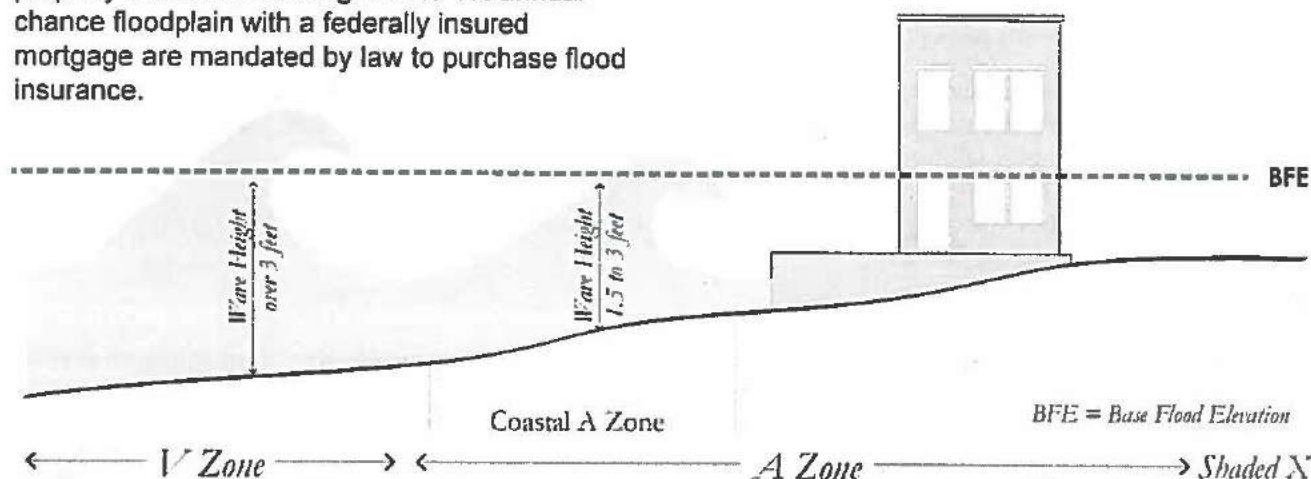 chance floodplain with a federally insured
mortgage are mandated by law to purchase flood
insurance.
BFE
Wave Height
over 3 feet
Wave Height
1.5 to 3 feet
Coastal A Zone
BFE = Base Flood Elevation
V Zone
A Zone
Shaded X